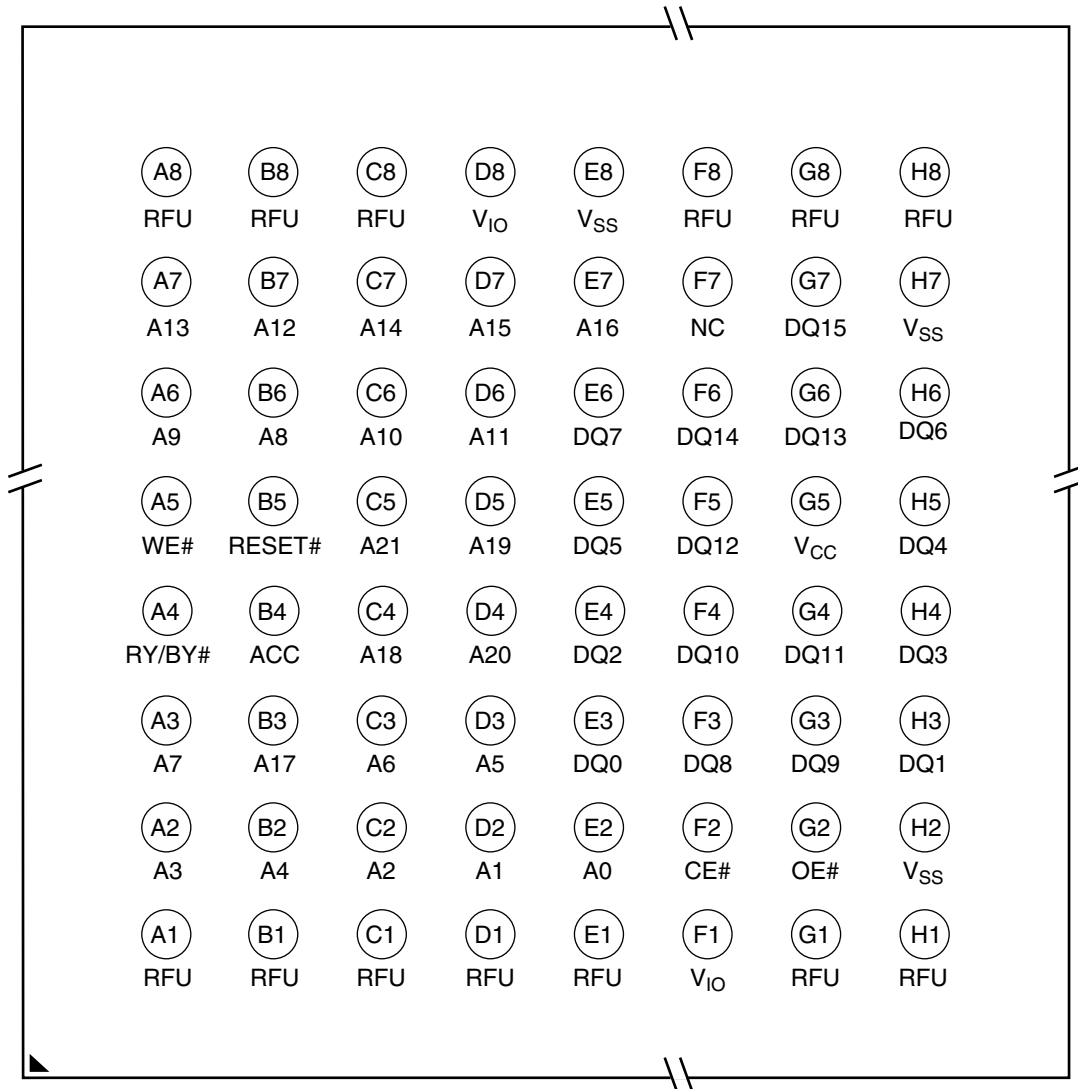 A8 B8 C8 D8 E8 F8 G8 H8
RFU RFU RFU VIO VSS RFU RFU RFU
A7 B7 C7 D7 E7 F7 G7 H7
A13 A12 A14 A15 A16 NC DQ15 VSS
A6 B6 C6 D6 E6 F6 G6 H6
A9 A8 A10 A11 DQ7 DQ14 DQ13 DQ6
A5 B5 C5 D5 E5 F5 G5 H5
WE# RESET# A21 A19 DQ5 DQ12 VCC DQ4
A4 B4 C4 D4 E4 F4 G4 H4
RY/BY# ACC A18 A20 DQ2 DQ10 DQ11 DQ3
A3 B3 C3 D3 E3 F3 G3 H3
A7 A17 A6 A5 DQ0 DQ8 DQ9 DQ1
A2 B2 C2 D2 E2 F2 G2 H2
A3 A4 A2 A1 A0 CE# OE# VSS
A1 B1 C1 D1 E1 F1 G1 H1
RFU RFU RFU RFU RFU VIO RFU RFU